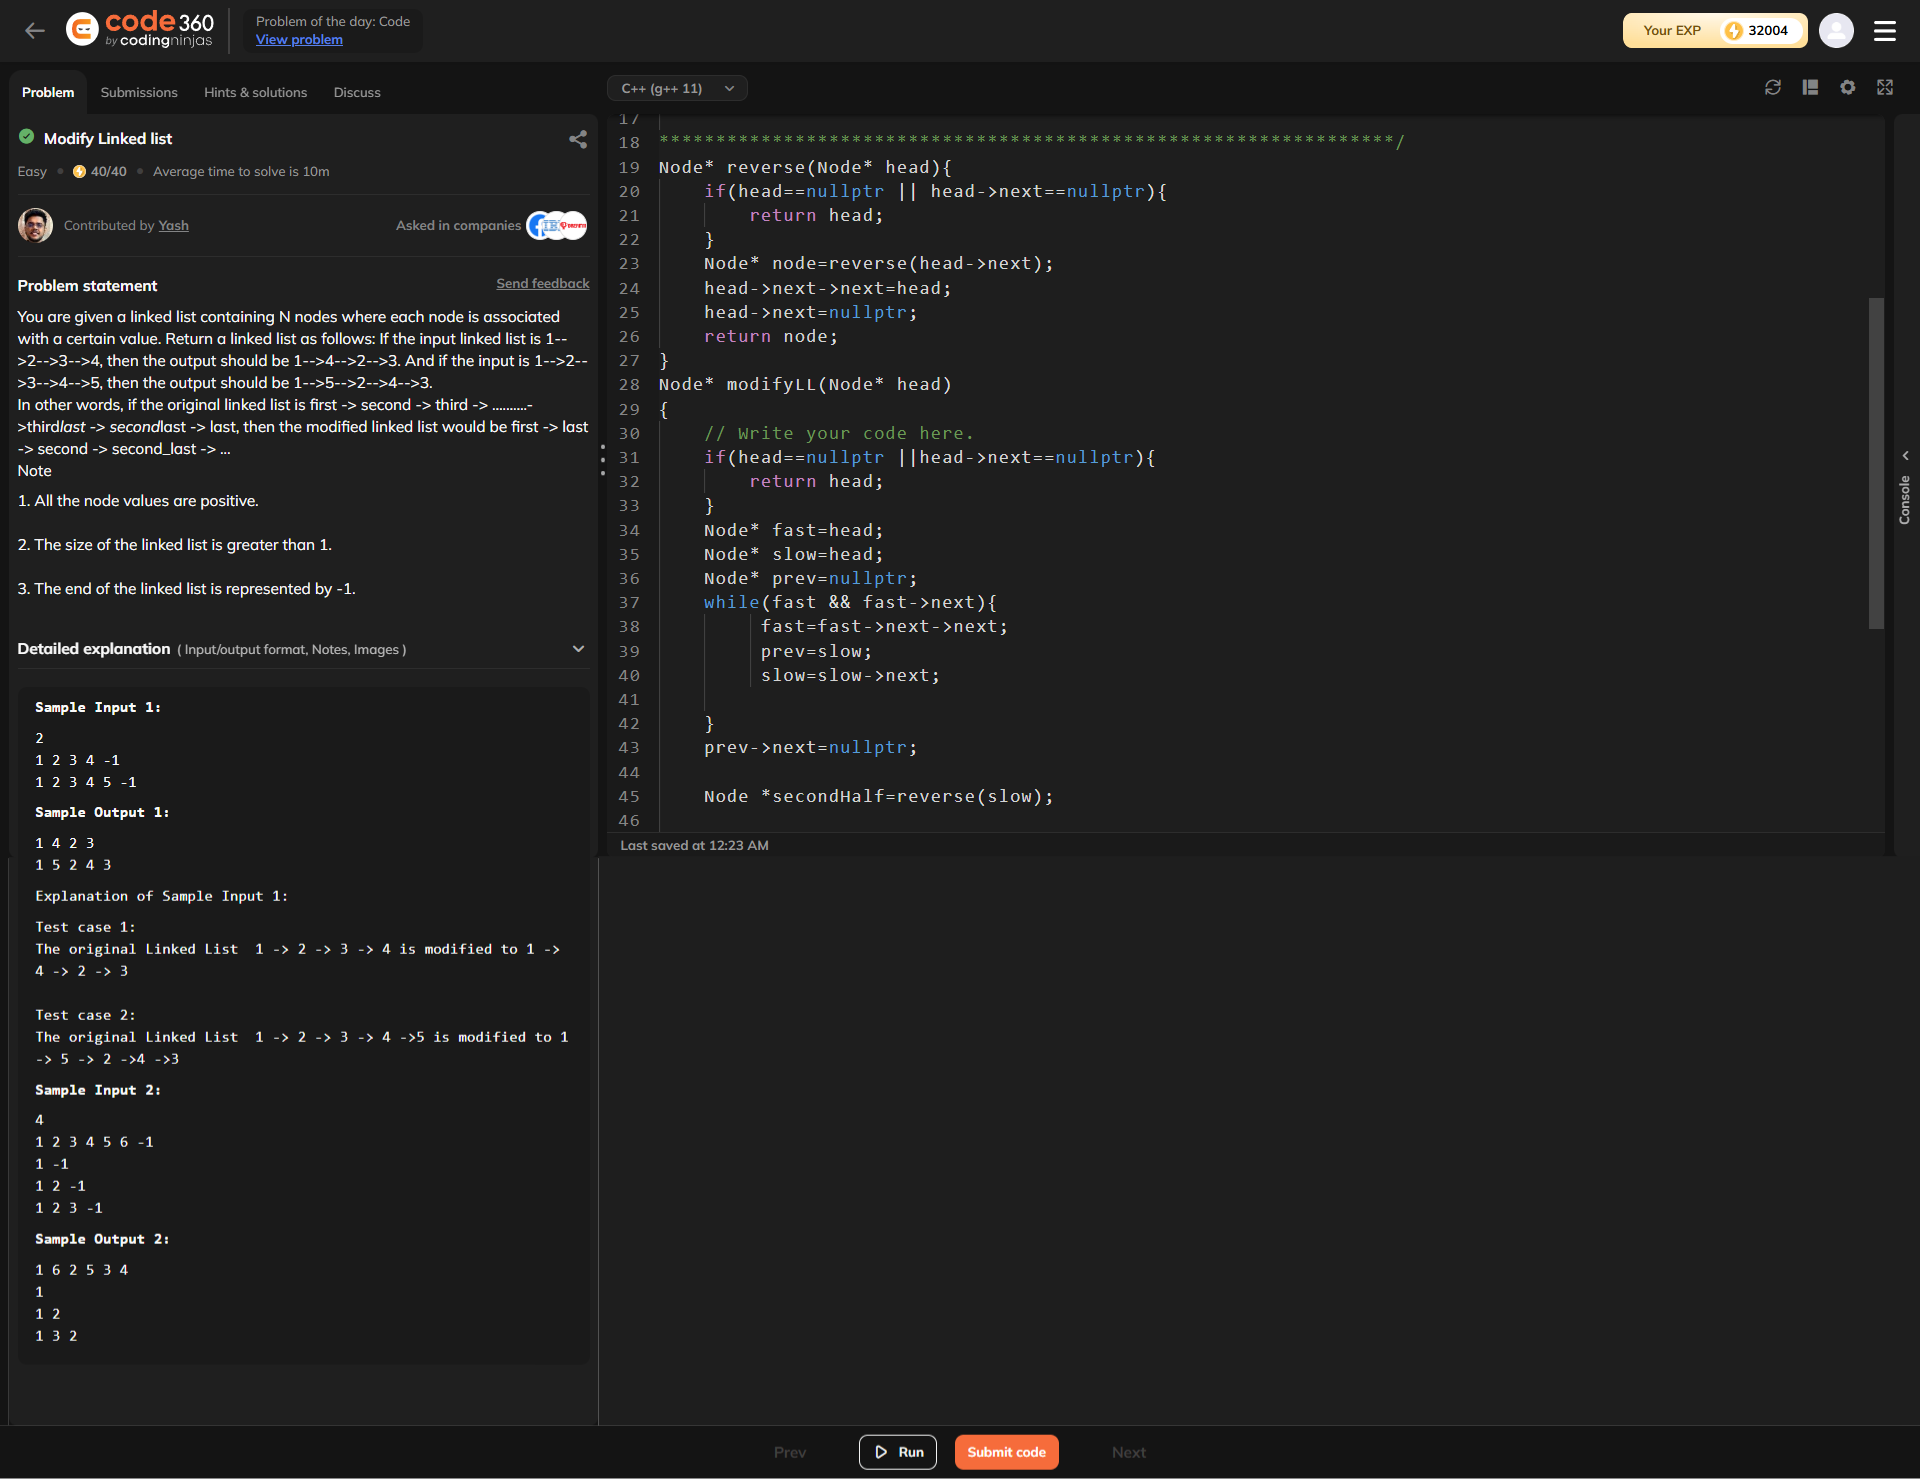 code 360
by codingninjas
Problem of the day: Code
View problem
Your EXP
32004
Problem
Submissions
Hints & solutions
Discuss
Modify Linked list
Easy
40/40
Average time to solve is 10m
Contributed by Yash
Asked in companies
Problem statement
Send feedback
You are given a linked list containing N nodes where each node is associated
with a certain value. Return a linked list as follows: If the input linked list is 1--
>2-->3-->4, then the output should be 1-->4-->2-->3. And if the input is 1-->2--
>3-->4-->5, then the output should be 1-->5-->2-->4-->3.
In other words, if the original linked list is first -> second -> third -> ..........-
>thirdlast -> secondlast -> last, then the modified linked list would be first -> last
-> second -> second_last -> ...
Note
1. All the node values are positive.
2. The size of the linked list is greater than 1.
3. The end of the linked list is represented by -1.
Detailed explanation ( Input/output format, Notes, Images )
Sample Input 1:
2
1 2 3 4 -1
1 2 3 4 5 -1
Sample Output 1:
1 4 2 3
1 5 2 4 3
Explanation of Sample Input 1:
Test case 1:
The original Linked List  1 -> 2 -> 3 -> 4 is modified to 1 ->
4 -> 2 -> 3
Test case 2:
The original Linked List  1 -> 2 -> 3 -> 4 ->5 is modified to 1
-> 5 -> 2 ->4 ->3
Sample Input 2:
4
1 2 3 4 5 6 -1
1 -1
1 2 -1
1 2 3 -1
Sample Output 2:
1 6 2 5 3 4
1
1 2
1 3 2
C++ (g++ 11)
17
18 *****************************************************************/
19 Node* reverse(Node* head){
20     if(head==nullptr || head->next==nullptr){
21         return head;
22     }
23     Node* node=reverse(head->next);
24     head->next->next=head;
25     head->next=nullptr;
26     return node;
27 }
28 Node* modifyLL(Node* head)
29 {
30     // Write your code here.
31     if(head==nullptr ||head->next==nullptr){
32         return head;
33     }
34     Node* fast=head;
35     Node* slow=head;
36     Node* prev=nullptr;
37     while(fast && fast->next){
38          fast=fast->next->next;
39          prev=slow;
40          slow=slow->next;
41
42     }
43     prev->next=nullptr;
44
45     Node *secondHalf=reverse(slow);
46
Last saved at 12:23 AM
Console
Prev
Run
Submit code
Next